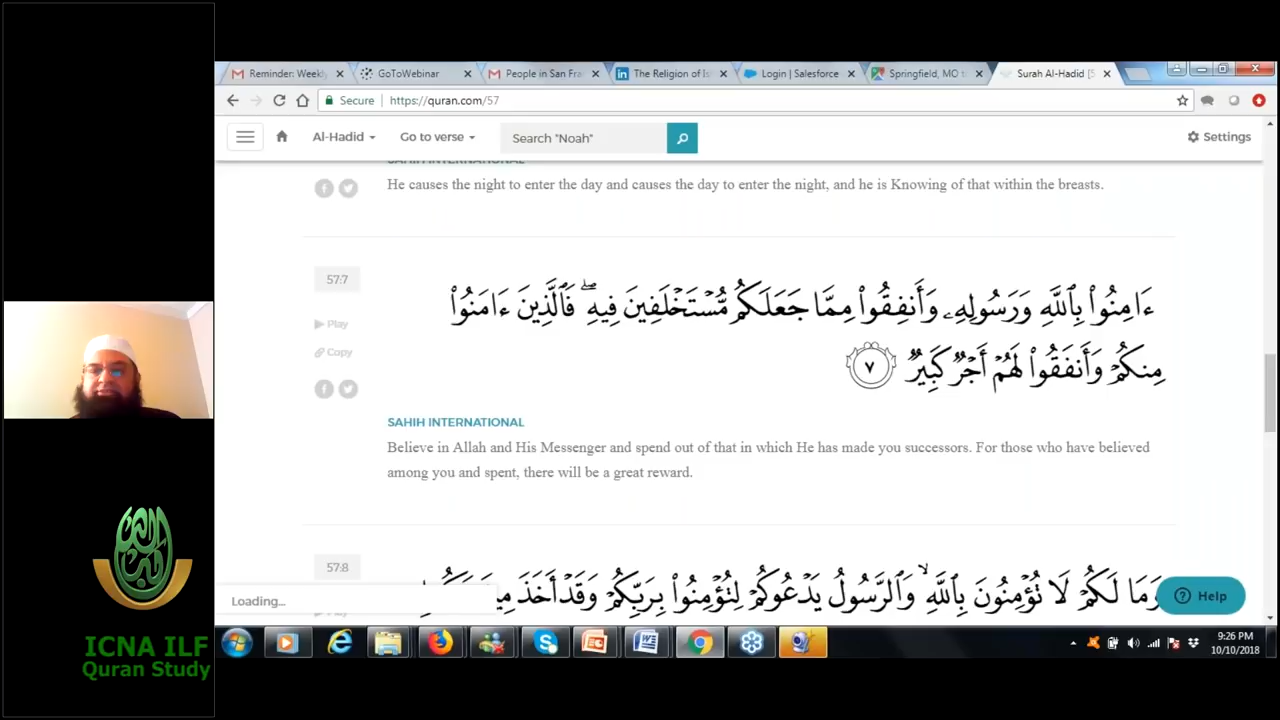 Reminder: Weekly
GoToWebinar
People in San Fra
The Religion of Is
Login | Salesforce
Springfield, MO t
Surah Al-Hadid [5
Secure
https://quran.com/57
Al-Hadid
Go to verse
Search "Noah"
Settings
SAHIH INTERNATIONAL
He causes the night to enter the day and causes the day to enter the night, and he is Knowing of that within the breasts.
57:7
ءَامِنُوا۟ بِٱللَّهِ وَرَسُولِهِۦ وَأَنفِقُوا۟ مِمَّا جَعَلَكُم مُّسْتَخْلَفِينَ فِيهِ ۖ فَٱلَّذِينَ ءَامَنُوا۟
Play
Copy
مِنكُمْ وَأَنفَقُوا۟ لَهُمْ أَجْرٌ كَبِيرٌ ٧
SAHIH INTERNATIONAL
Believe in Allah and His Messenger and spend out of that in which He has made you successors. For those who have believed
among you and spent, there will be a great reward.
57:8
وَمَا لَكُمْ لَا تُؤْمِنُونَ بِٱللَّهِ ۙ وَٱلرَّسُولُ يَدْعُوكُمْ لِتُؤْمِنُوا۟ بِرَبِّكُمْ وَقَدْ أَخَذَ
Loading...
Help
9:26 PM
10/10/2018
ICNA ILF
Quran Study